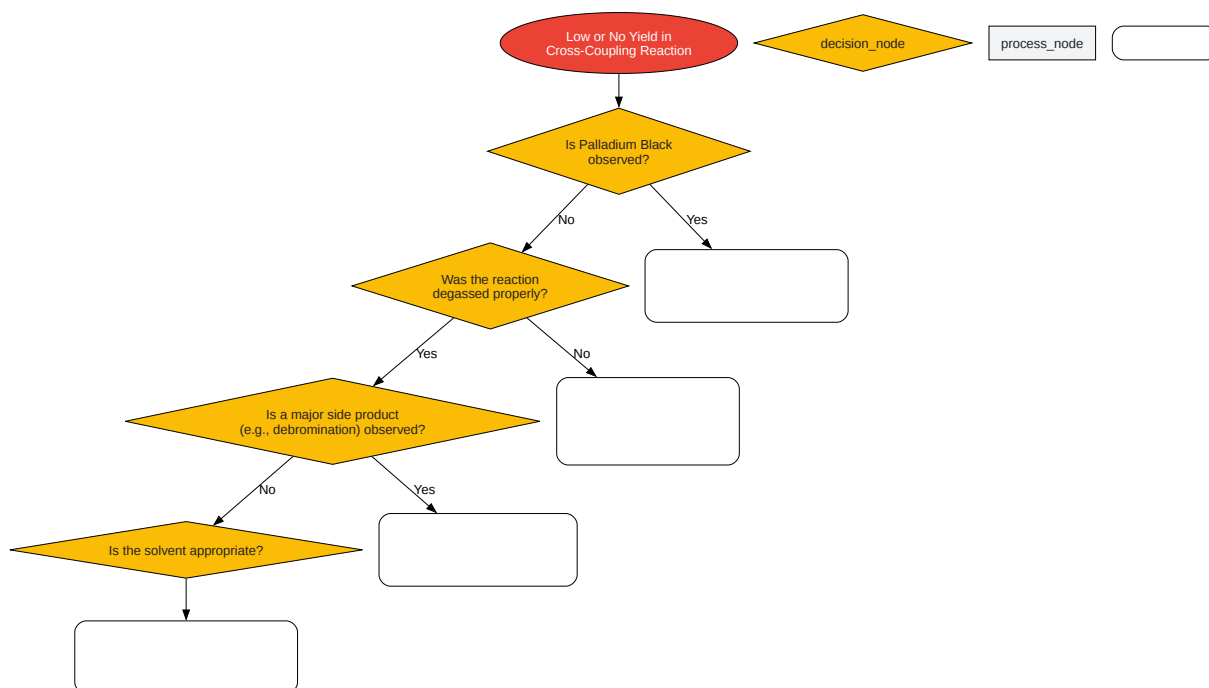 Low or No Yield in
Cross-Coupling Reaction
decision_node
process_node
Is Palladium Black
observed?
No
Yes
Was the reaction
degassed properly?
Yes
No
Is a major side product
(e.g., debromination) observed?
No
Yes
Is the solvent appropriate?